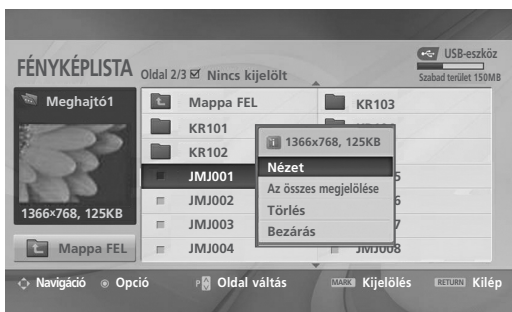 USB-eszköz
Szabad terület 150MB
FÉNYKÉPLISTA Oldal 2/3 Nincs kijelölt
Meghajtó1
1366×768, 125KB
Mappa FEL
Mappa FEL
KR101
KR102
JMJ001
JMJ002
JMJ003
JMJ004
KR103
JMJ008
1366x768, 125KB
Nézet
Az összes megjelölése
Törlés
Bezárás
Navigáció Opció P Oldal váltás MARK Kijelölés RETURN Kilép